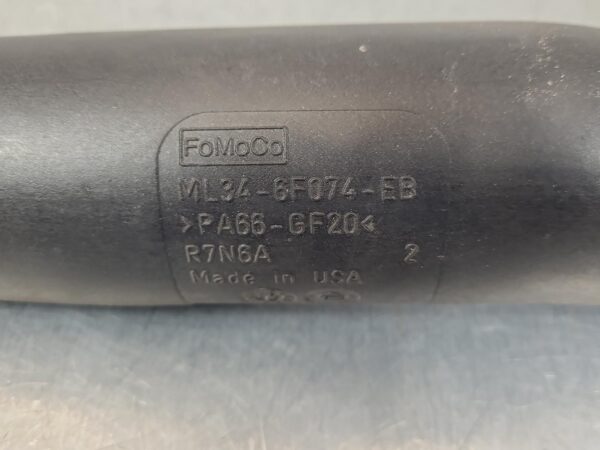 FoMoCo
ML34-6F074-EB
>PA66-GF20<
R7N6A 2
Made in USA